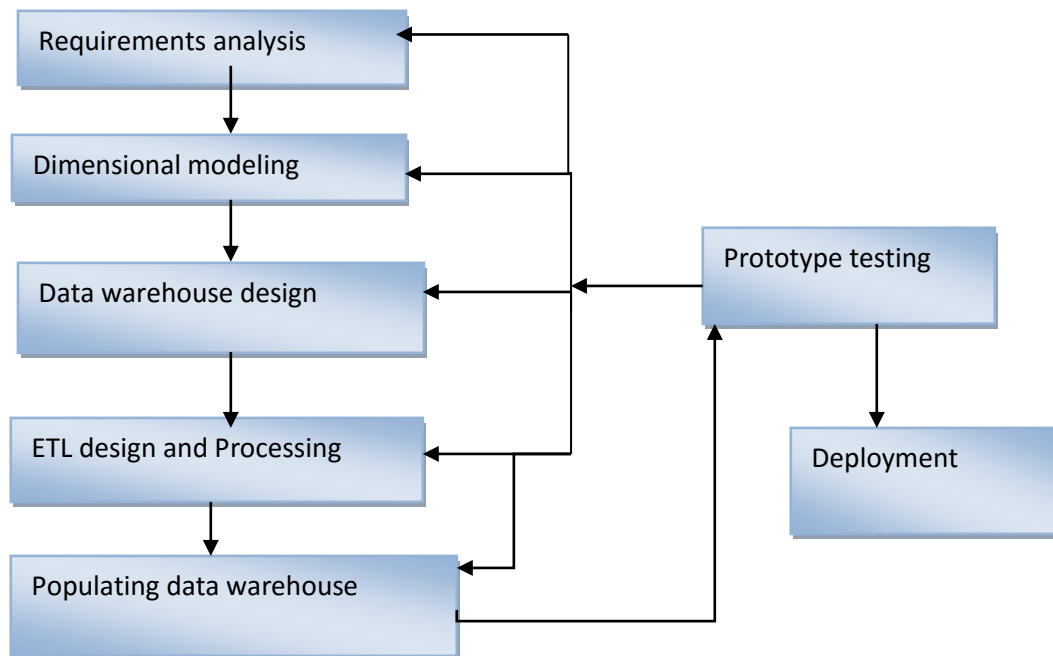 Requirements analysis
Dimensional modeling
Data warehouse design
Prototype testing
ETL design and Processing
Deployment
Populating data warehouse